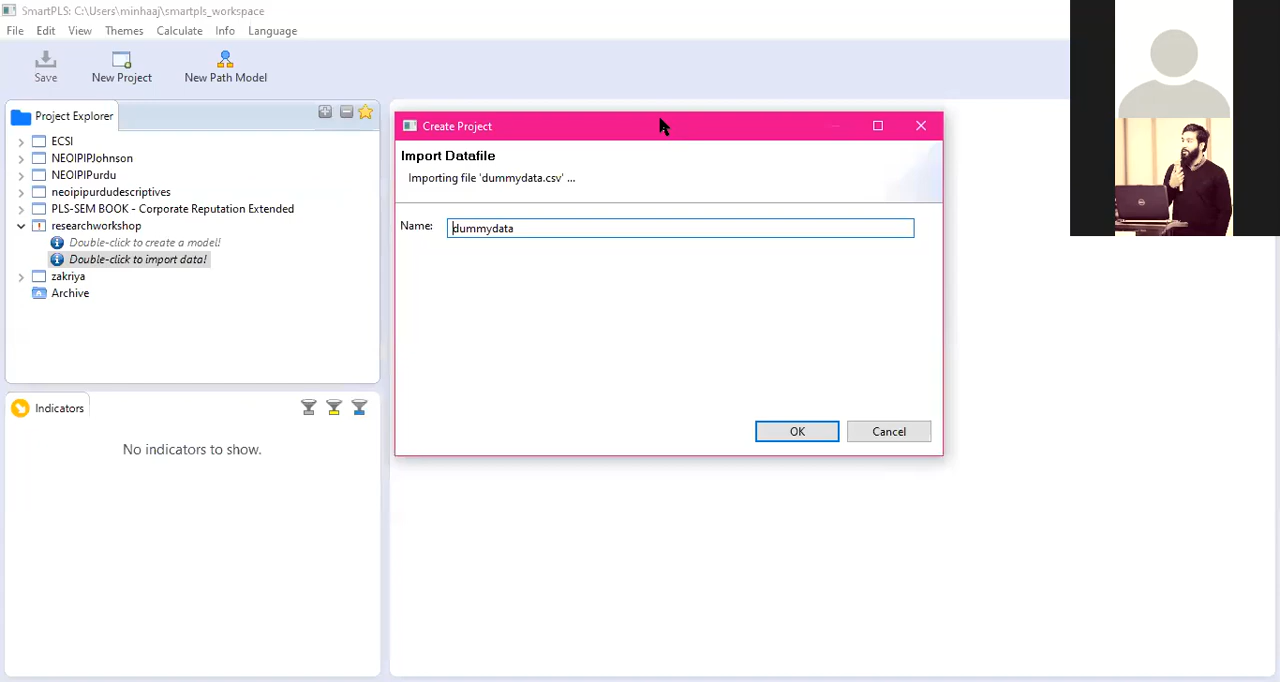 SmartPLS: C:\Users\minhaaj\smartpls_workspace
File Edit View Themes Calculate Info Language
Save New Project New Path Model
Project Explorer
ECSI
NEOIPIPJohnson
NEOIPIPurdu
neoipipurdudescriptives
PLS-SEM BOOK - Corporate Reputation Extended
researchworkshop
Double-click to create a model!
Double-click to import data!
zakriya
Archive
Indicators
No indicators to show.
Create Project
Import Datafile
Importing file 'dummydata.csv' ...
Name: dummydata
OK Cancel